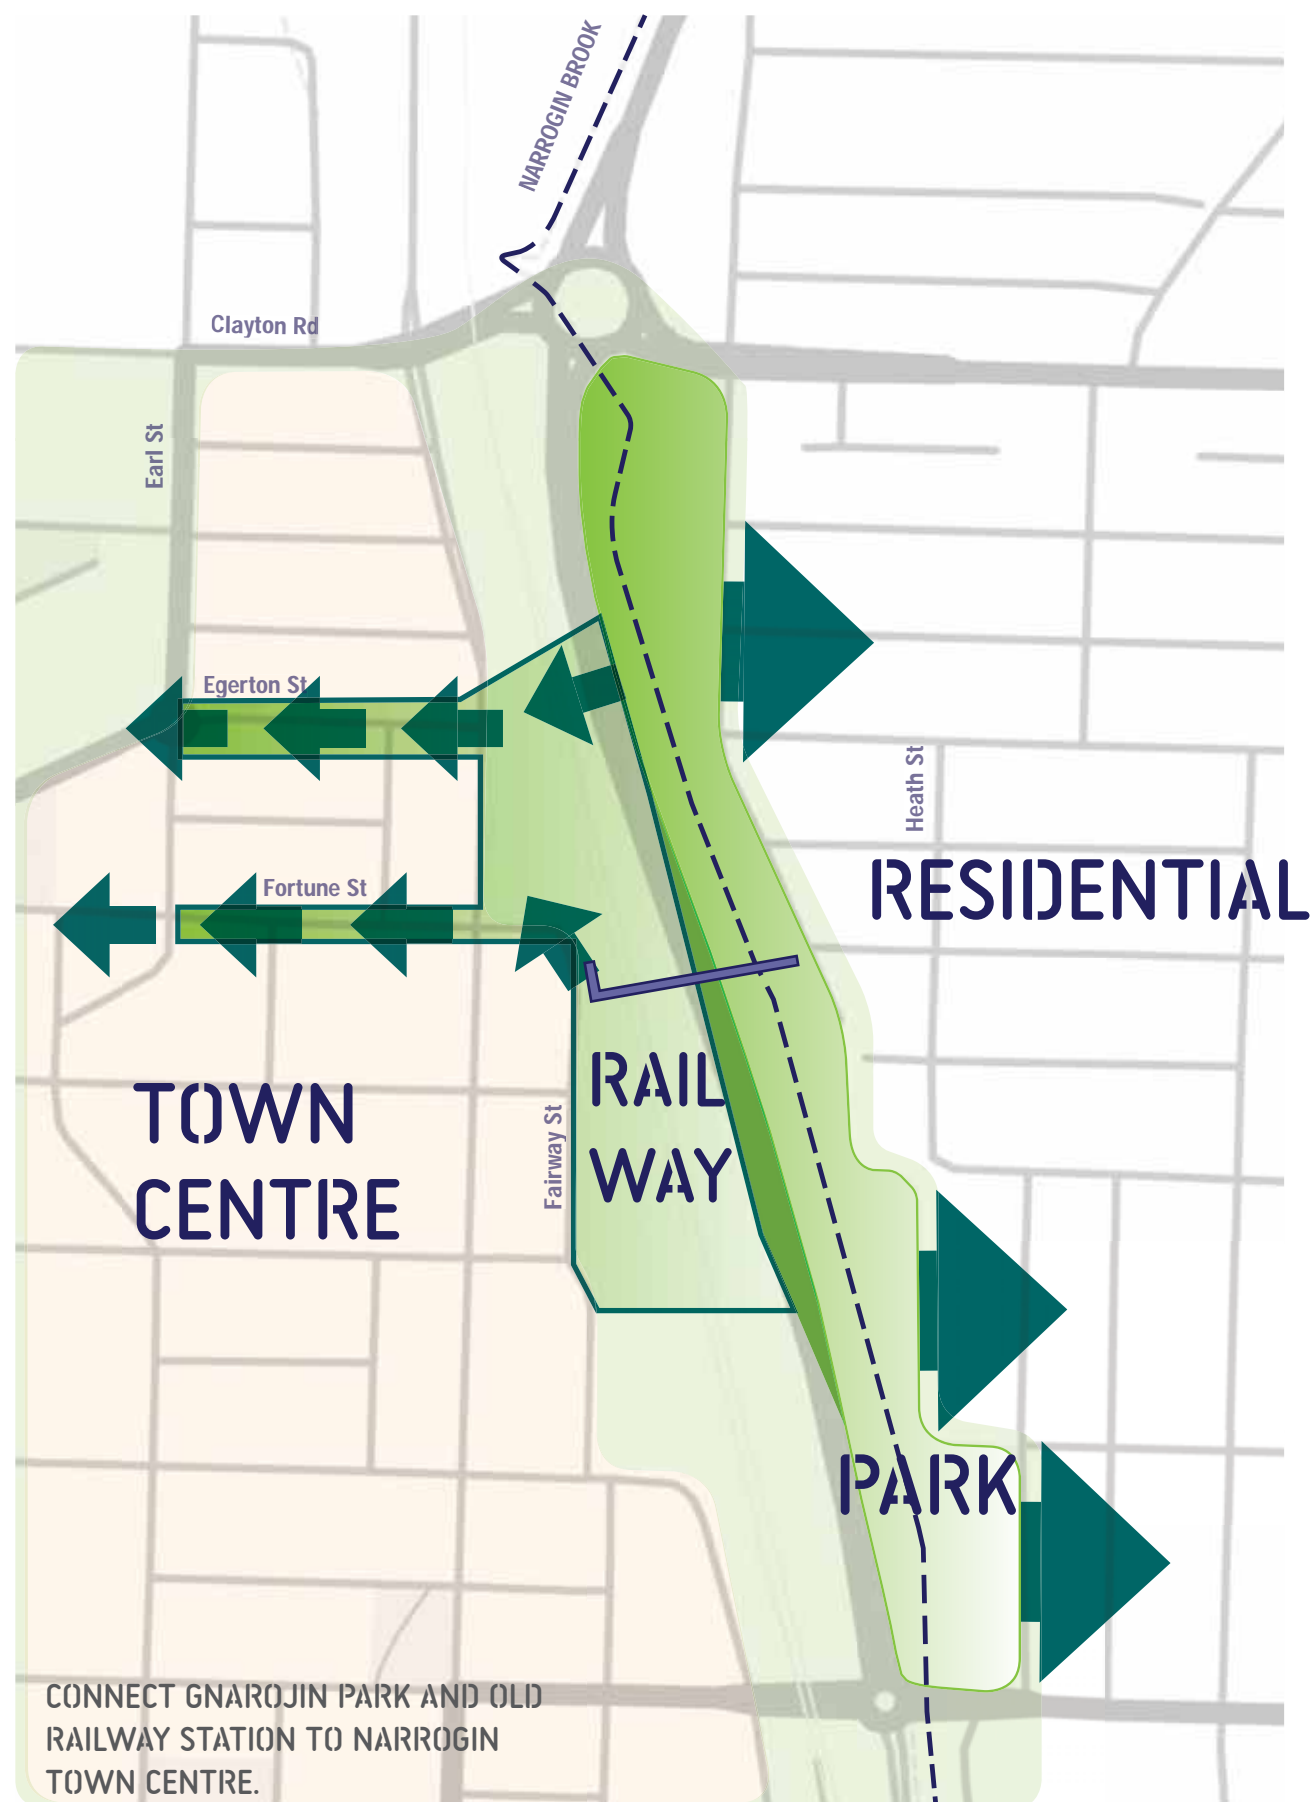 NARROGIN BROOK
Clayton Rd
Earl St
Egerton St
Heath St
RESIDENTIAL
Fortune St
RAIL
WAY
TOWN
CENTRE
Fairway St
PARK
CONNECT GNAROJIN PARK AND OLD
RAILWAY STATION TO NARROGIN
TOWN CENTRE.